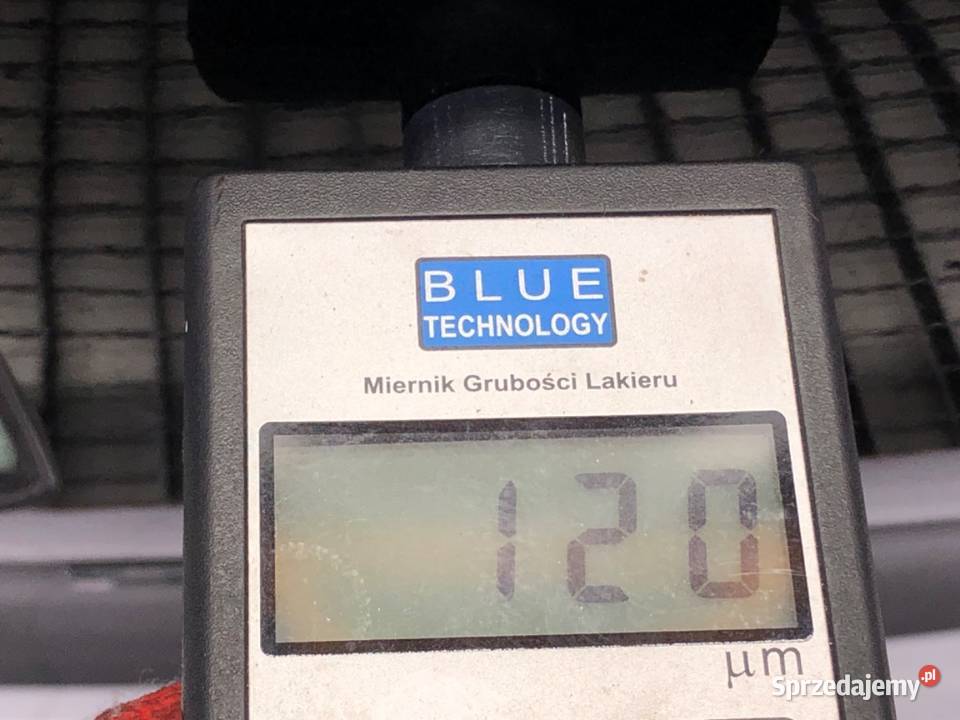 BLUE
TECHNOLOGY
Miernik Grubości Lakieru
120
µm
Sprzedajemy.pl